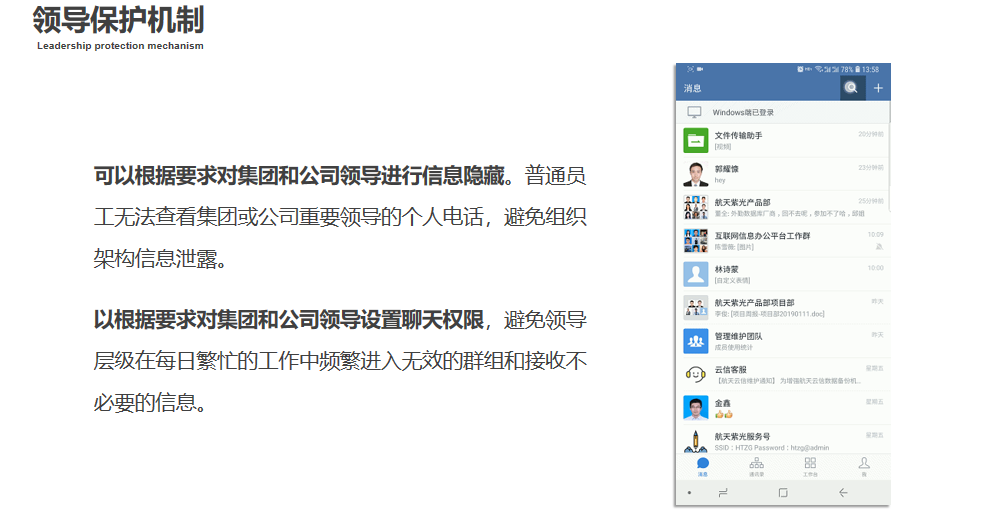 领导保护机制
Leadership protection mechanism
可以根据要求对集团和公司领导进行信息隐藏。普通员
工无法查看集团或公司重要领导的个人电话，避免组织
架构信息泄露。
以根据要求对集团和公司领导设置聊天权限，避免领导
层级在每日繁忙的工作中频繁进入无效的群组和接收不
必要的信息。
78% 13:58
消息
Windows端已登录
文件传输助手 20分钟前
[视频]
郭耀慷 23分钟前
hey
航天紫光产品部 25分钟前
董全: 外勤数据库厂商，回不去呢，参加不了哈，郎姐
互联网信息办公平台工作群 10:09
陈雪薇: [图片]
林诗蒙 10:00
[自定义表情]
航天紫光产品部项目部 昨天
李俊: [项目周报-项目部20190111.doc]
管理维护团队 昨天
成员使用统计
云信客服 星期五
【航天云信维护通知】 为增强航天云信数据备份机...
金鑫 星期五
航天紫光服务号 星期五
SSID：HTZG Password：htzg@admin
消息 通讯录 工作台 我